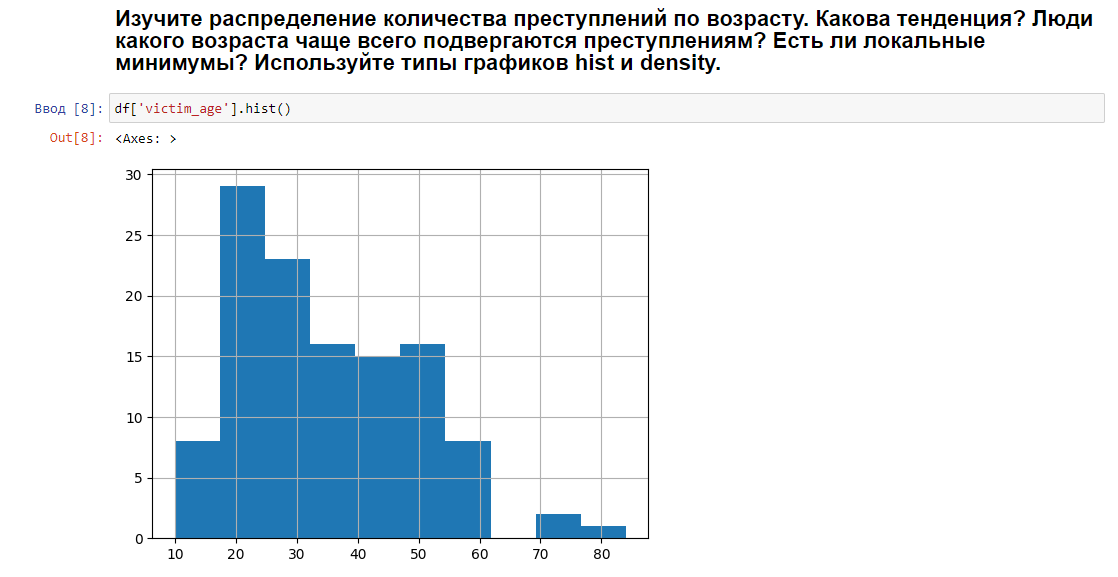 Изучите распределение количества преступлений по возрасту. Какова тенденция? Люди
какого возраста чаще всего подвергаются преступлениям? Есть ли локальные
минимумы? Используйте типы графиков hist и density.
Ввод [8]: df['victim_age'].hist()
Out[8]: <Axes: >
30
25
20
15
10
5
0
10 20 30 40 50 60 70 80